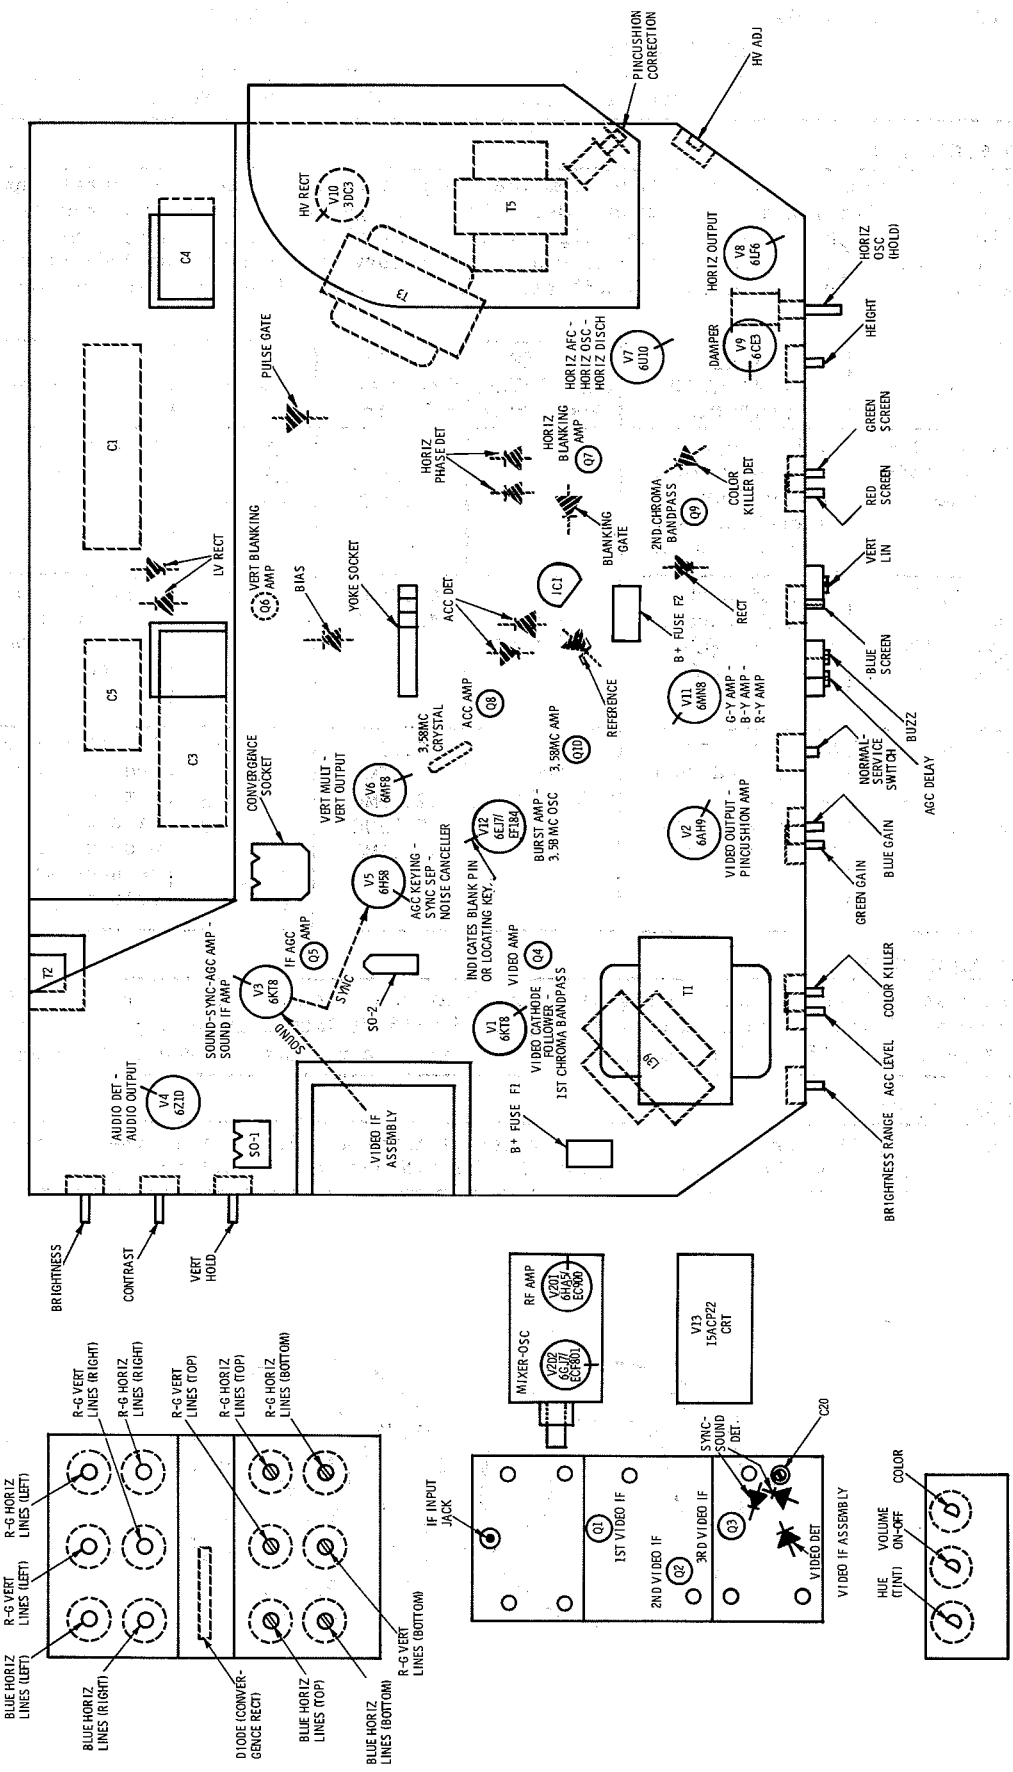 PINCUSHION
CORRECTION
HV ADJ
C4
HV RECT
V10
3DC3
T5
T3
HORIZ OUTPUT
V8
6LF6
HORIZ
OSC
(HOLD)
PULSE GATE
C1
HORIZ AFC -
HORIZ OSC -
HORIZ DISCH
V7
6U10
DAMPER
V9
6CE3
HEIGHT
HORIZ
PHASE DET
HORIZ
BLANKING
AMP
Q7
COLOR
KILLER DET
GREEN
SCREEN
RED
SCREEN
LV RECT
VERT BLANKING
AMP
Q6
BIAS
YOKE SOCKET
ACC DET
IC1
BLANKING
GATE
2ND CHROMA
BANDPASS
Q9
RECT
B+ FUSE F2
VERT
LIN
BLUE
SCREEN
C5
C3
3.58MC
CRYSTAL
ACC AMP
Q8
REFERENCE
3.58MC AMP
Q10
V11
6MN8
G-Y AMP -
B-Y AMP -
R-Y AMP
BUZZ
AGC DELAY
NORMAL-
SERVICE
SWITCH
CONVERGENCE
SOCKET
VERT MULT -
VERT OUTPUT
V6
6MF8
V12
6EJ7/
EF184
BURST AMP -
3.58 MC OSC
V2
6AH9
VIDEO OUTPUT -
PINCUSHION AMP
BLUE GAIN
GREEN GAIN
V5
6HS8
AGC KEYING -
SYNC SEP -
NOISE CANCELLER
INDICATES BLANK PIN
OR LOCATING KEY.
T2
SOUND-SYNC-AGC AMP -
SOUND IF AMP
V3
6KT8
IF AGC
AMP
Q5
SYNC
SO-2
SOUND
VIDEO AMP
Q4
V1
6KT8
VIDEO CATHODE
FOLLOWER -
1ST CHROMA BANDPASS
T1
L39
COLOR KILLER
AGC LEVEL
BRIGHTNESS RANGE
AUDIO DET -
AUDIO OUTPUT
V4
6Z10
SO-1
VIDEO IF
ASSEMBLY
B+ FUSE F1
BRIGHTNESS
CONTRAST
VERT
HOLD
RF AMP
V201
6HA5/
EC900
MIXER-OSC
V202
6GJ7/
ECF801
V13
15ACP22
CRT
R-G VERT
LINES (RIGHT)
R-G HORIZ
LINES (RIGHT)
R-G VERT
LINES (TOP)
R-G HORIZ
LINES (TOP)
R-G HORIZ
LINES (BOTTOM)
R-G HORIZ
LINES (LEFT)
R-G VERT
LINES (LEFT)
BLUE HORIZ
LINES (LEFT)
BLUE HORIZ
LINES (RIGHT)
DIODE (CONVER-
GENCE RECT)
BLUE HORIZ
LINES (TOP)
BLUE HORIZ
LINES (BOTTOM)
R-G VERT
LINES (BOTTOM)
IF INPUT
JACK
Q1
1ST VIDEO IF
2ND VIDEO IF
Q2
3RD VIDEO IF
Q3
SYNC-
SOUND
DET
C20
VIDEO DET
VIDEO IF ASSEMBLY
HUE
(TINT)
VOLUME
ON-OFF
COLOR